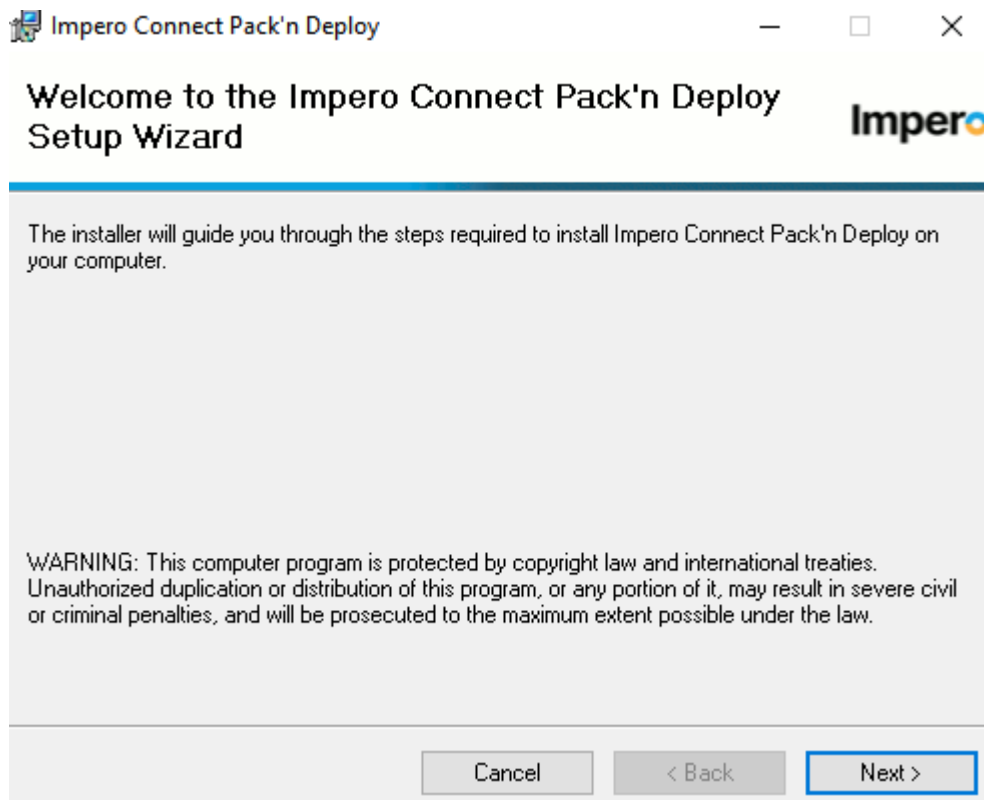 Impero Connect Pack'n Deploy
Welcome to the Impero Connect Pack'n Deploy
Setup Wizard
Impero
The installer will guide you through the steps required to install Impero Connect Pack'n Deploy on
your computer.
WARNING: This computer program is protected by copyright law and international treaties.
Unauthorized duplication or distribution of this program, or any portion of it, may result in severe civil
or criminal penalties, and will be prosecuted to the maximum extent possible under the law.
Cancel
< Back
Next >